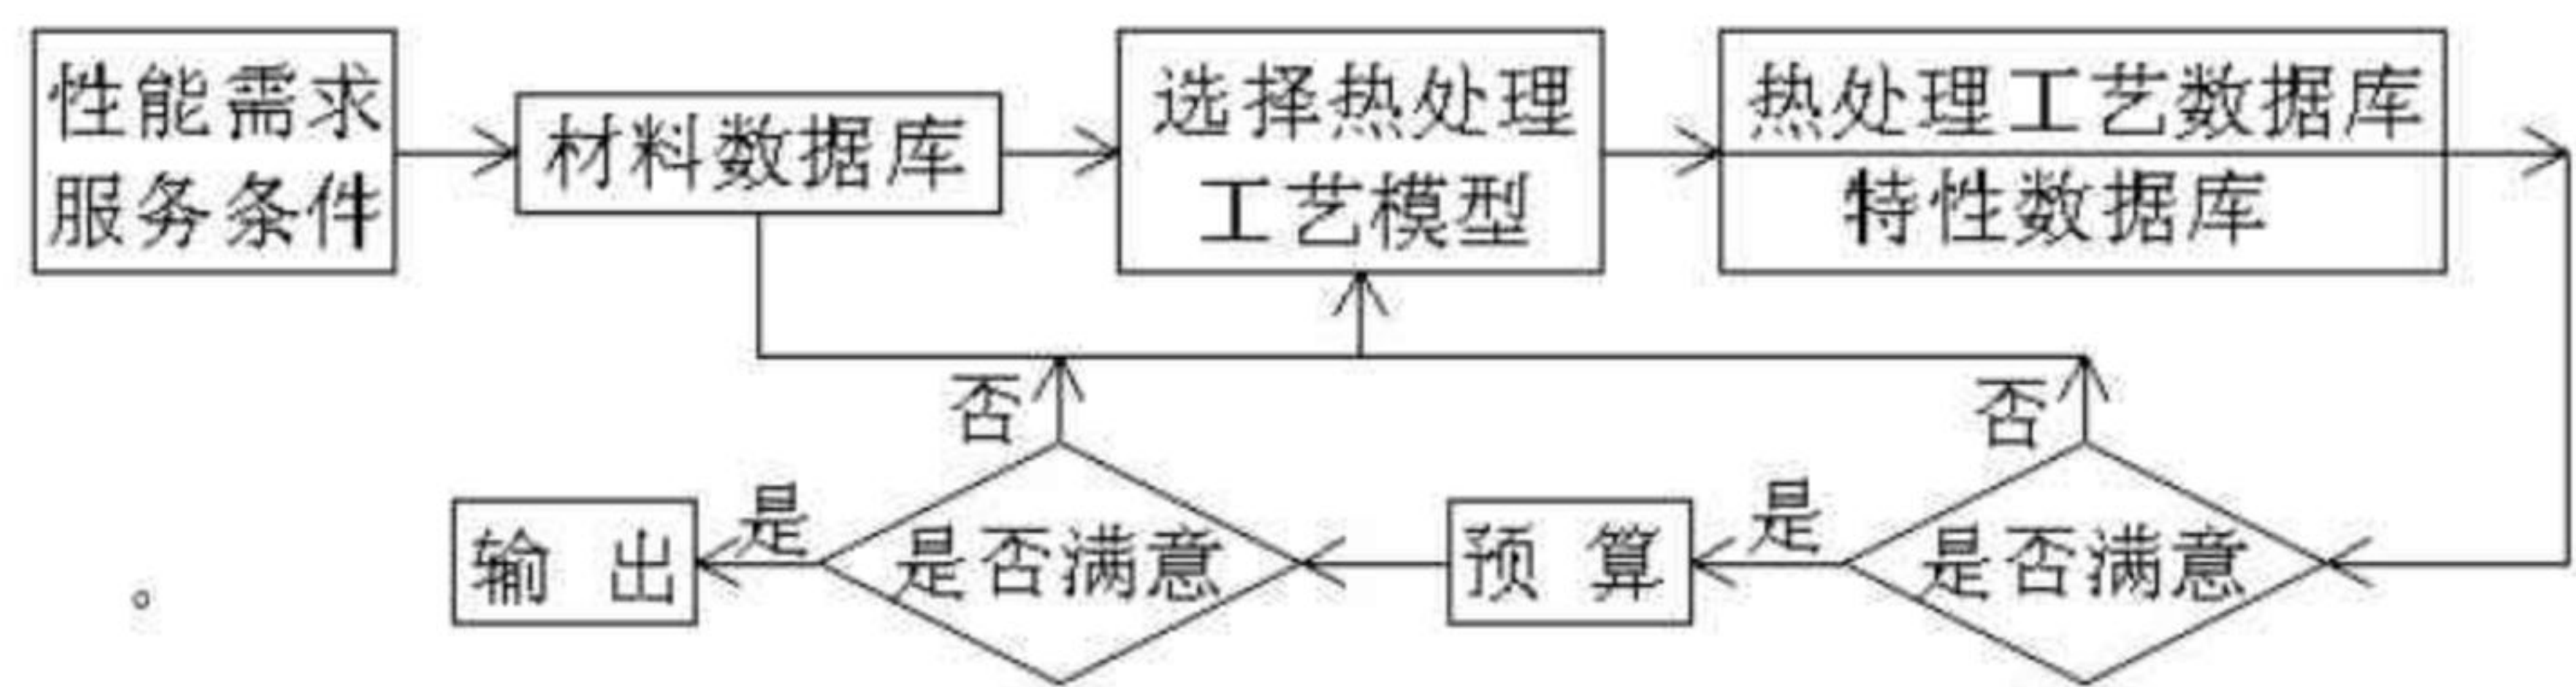 性能需求
服务条件
材料数据库
选择热处理
工艺模型
热处理工艺数据库
特性数据库
否
否
输出
是
是否满意
预算
是
是否满意
。